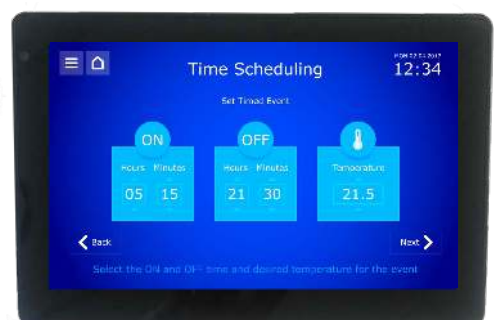 Time Scheduling
12:34
Set Timed Event
ON
OFF
Hours Minutes
Hours Minutes
Temperature
05 15
21 30
21.5
Back
Next
Select the ON and OFF time and desired temperature for the event